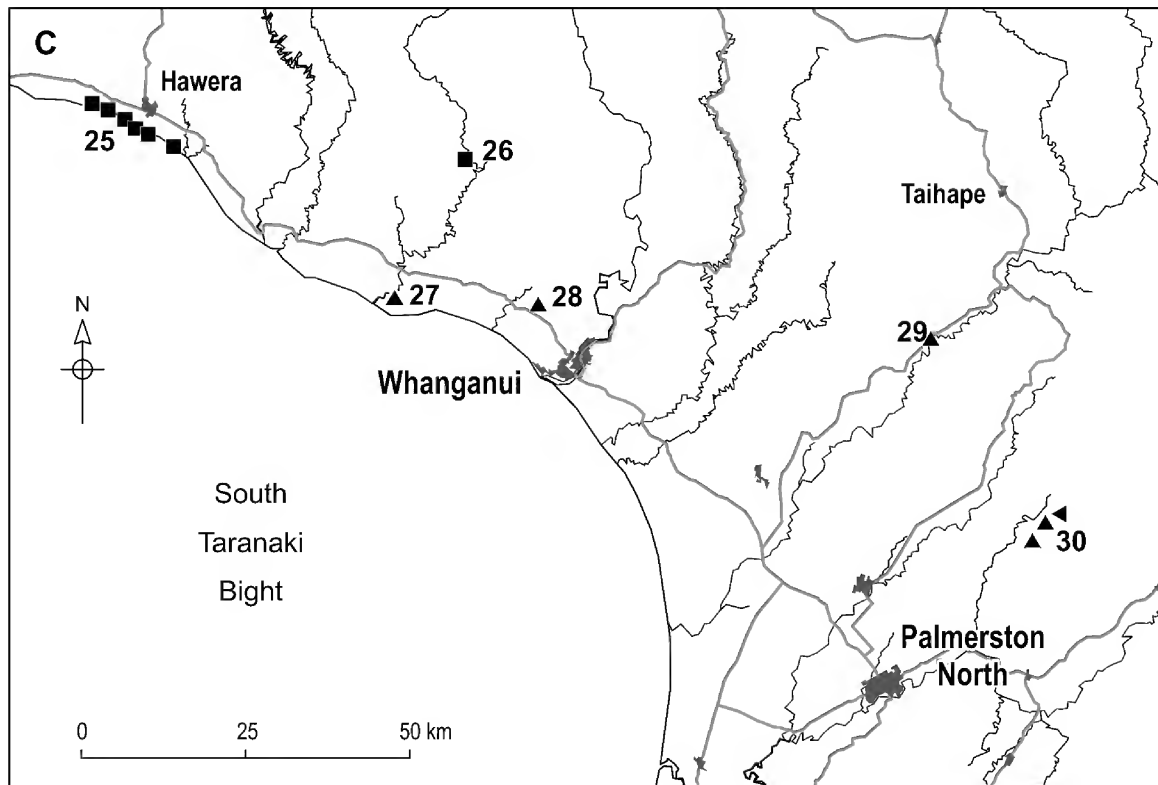 C
Hawera
25
26
Taihape
N
27
28
29
Whanganui
South
Taranaki
Bight
30
Palmerston
North
0 25 50 km